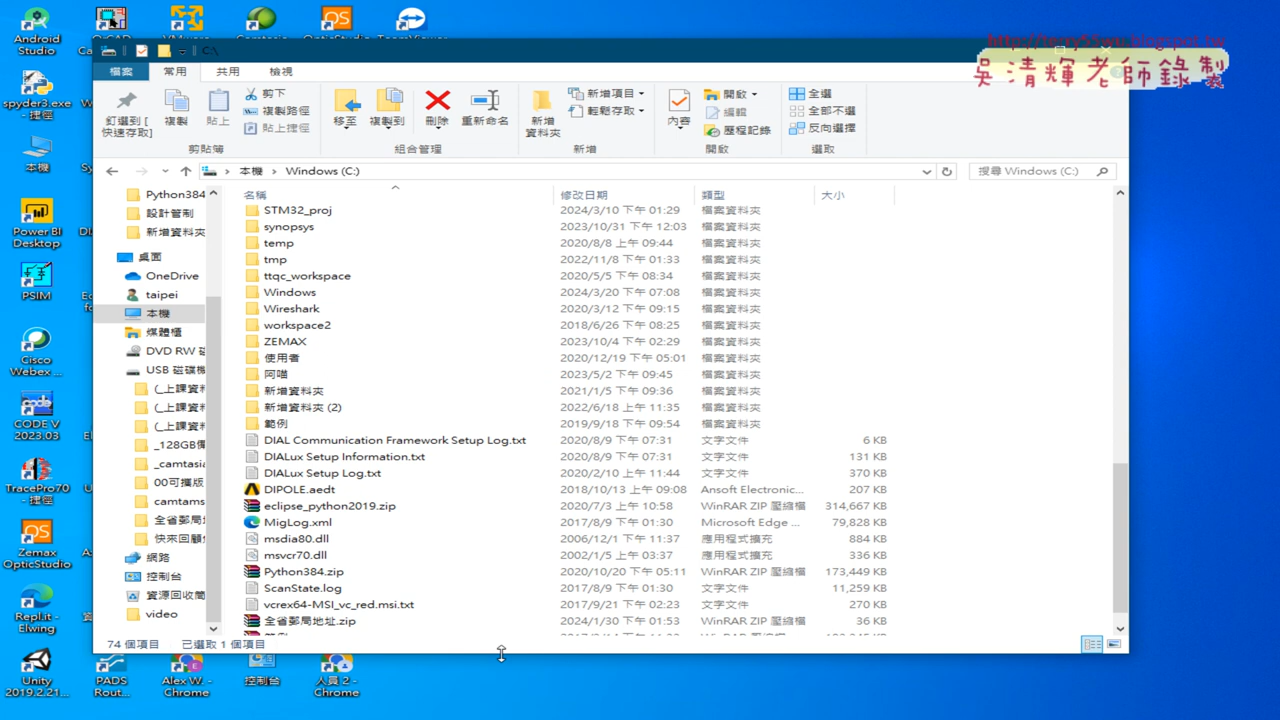 Android
Studio
spyder3.exe
- 捷徑
本機
Power BI
Desktop
PSIM
Cisco
Webex ...
CODE V
2023.03
TracePro70
- 捷徑
Zemax
OpticStudio
Repl.it -
Elwing
Unity
2019.2.21...
PADS
Rout...
Alex W. -
Chrome
控制台
人員 2 -
Chrome
http://terry55wu.blogspot.tw
吳清輝老師錄製
C:\
檔案 常用 共用 檢視
釘選到 [
快速存取]
複製
貼上
剪下
複製路徑
貼上捷徑
剪貼簿
移至
複製到
刪除
重新命名
組合管理
新增
資料夾
新增項目
輕鬆存取
新增
內容
開啟
編輯
歷程記錄
開啟
全選
全部不選
反向選擇
選取
本機 > Windows (C:)
搜尋 Windows (C:)
Python384
設計管制
新增資料夾
桌面
OneDrive
taipei
本機
媒體櫃
DVD RW 磁
USB 磁碟機
(_上課資料
(_上課資料
(_上課資料
_128GB備
_camtasia
00可攜版
camtams
全省郵局地
快來回顧
網路
控制台
資源回收筒
video
名稱 修改日期 類型 大小
STM32_proj 2024/3/10 下午 01:29 檔案資料夾
synopsys 2023/10/31 下午 12:03 檔案資料夾
temp 2020/8/8 上午 09:44 檔案資料夾
tmp 2022/11/8 下午 01:33 檔案資料夾
ttqc_workspace 2020/5/5 下午 08:34 檔案資料夾
Windows 2024/3/20 下午 07:08 檔案資料夾
Wireshark 2020/3/12 下午 09:15 檔案資料夾
workspace2 2018/6/26 下午 08:25 檔案資料夾
ZEMAX 2023/10/4 下午 02:29 檔案資料夾
使用者 2020/12/19 下午 05:01 檔案資料夾
阿喵 2023/5/2 下午 09:45 檔案資料夾
新增資料夾 2021/1/5 下午 09:36 檔案資料夾
新增資料夾 (2) 2022/6/18 上午 11:35 檔案資料夾
範例 2019/9/18 下午 09:54 檔案資料夾
DIAL Communication Framework Setup Log.txt 2020/8/9 下午 07:31 文字文件 6 KB
DIALux Setup Information.txt 2020/8/9 下午 07:31 文字文件 131 KB
DIALux Setup Log.txt 2020/2/10 上午 11:44 文字文件 370 KB
DIPOLE.aedt 2018/10/13 上午 09:08 Ansoft Electronic... 207 KB
eclipse_python2019.zip 2020/7/3 上午 10:58 WinRAR ZIP 壓縮檔 314,667 KB
MigLog.xml 2017/8/9 下午 01:30 Microsoft Edge ... 79,828 KB
msdia80.dll 2006/12/1 下午 11:37 應用程式擴充 884 KB
msvcr70.dll 2002/1/5 上午 03:37 應用程式擴充 336 KB
Python384.zip 2020/10/20 下午 05:11 WinRAR ZIP 壓縮檔 173,449 KB
ScanState.log 2017/8/9 下午 01:30 文字文件 11,259 KB
vcrex64-MSI_vc_red.msi.txt 2017/9/21 下午 02:23 文字文件 270 KB
全省郵局地址.zip 2024/1/30 下午 01:53 WinRAR ZIP 壓縮檔 36 KB
74 個項目 已選取 1 個項目